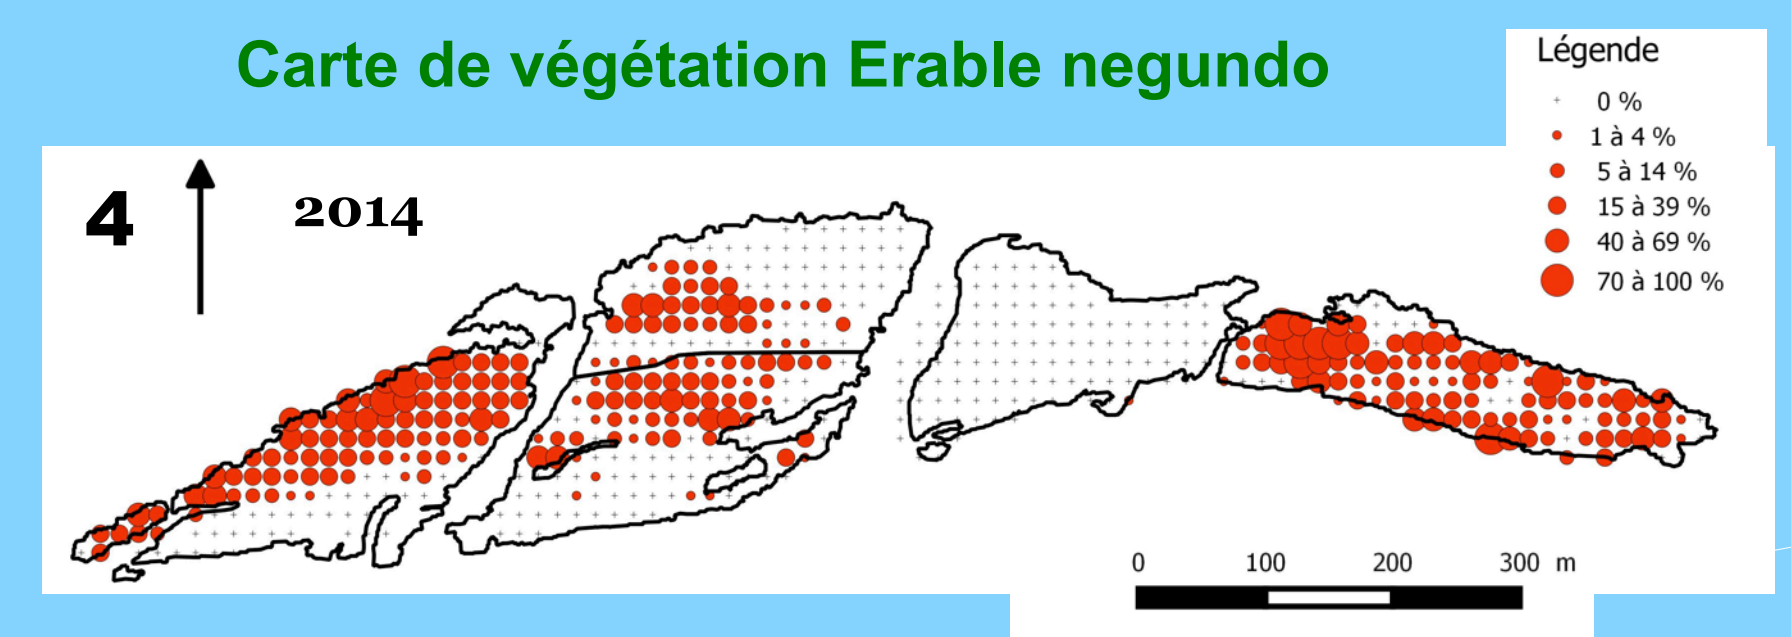 Carte de végétation Erable negundo
Légende
0 %
1 à 4 %
5 à 14 %
15 à 39 %
40 à 69 %
70 à 100 %
4
2014
0 100 200 300 m